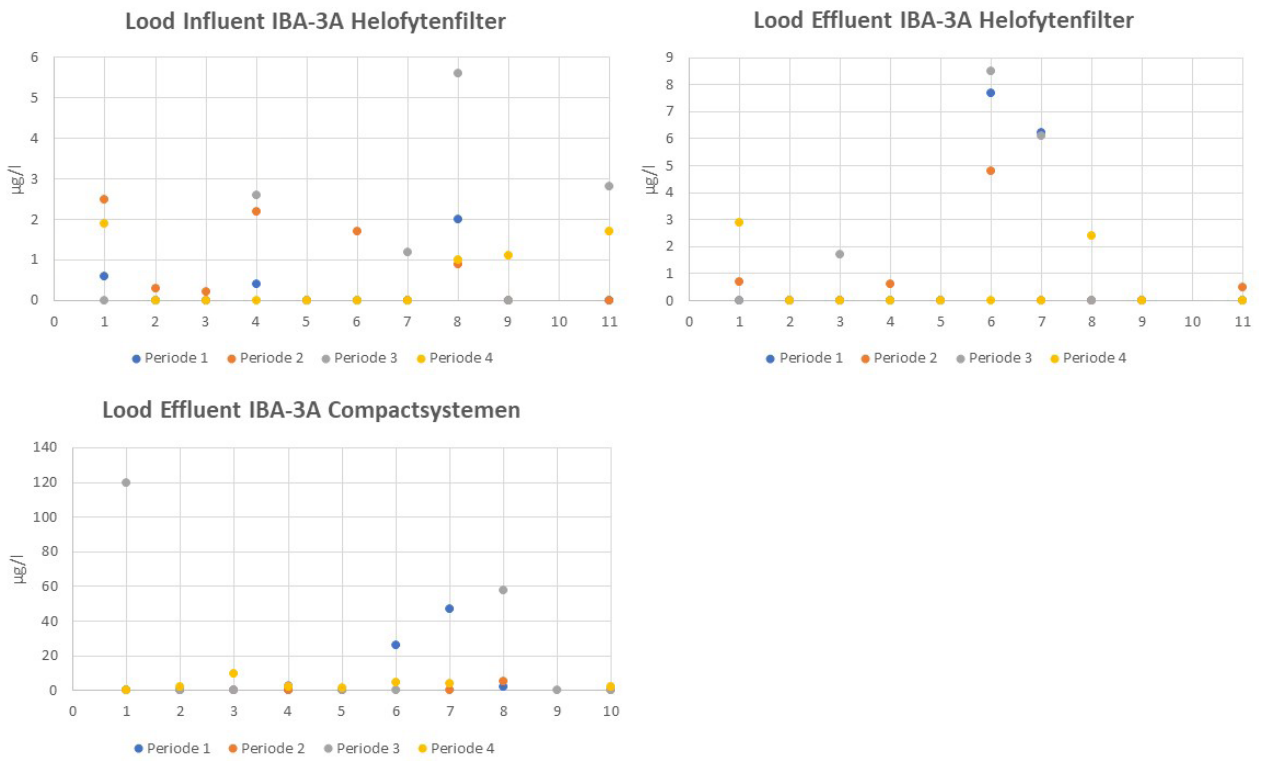 Lood Influent IBA-3A Helofytenfilter
6
5
4
3
2
1
0
µg/l
0 1 2 3 4 5 6 7 8 9 10 11
Periode 1 Periode 2 Periode 3 Periode 4
Lood Effluent IBA-3A Helofytenfilter
9
8
7
6
5
4
3
2
1
0
µg/l
0 1 2 3 4 5 6 7 8 9 10 11
Periode 1 Periode 2 Periode 3 Periode 4
Lood Effluent IBA-3A Compactsystemen
140
120
100
80
60
40
20
0
µg/l
0 1 2 3 4 5 6 7 8 9 10
Periode 1 Periode 2 Periode 3 Periode 4